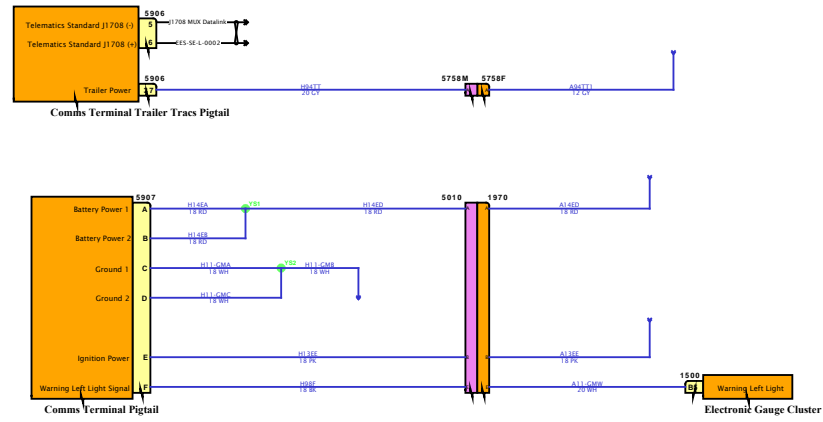 5906
Telematics Standard J1708 (-)
5
J1708 MUX Datalink
Telematics Standard J1708 (+)
6
EES-SE-L-0002
5906
5758M
5758F
Trailer Power
37
H94TT
20 GY
A94TT1
12 GY
Comms Terminal Trailer Tracs Pigtail
5907
5010
1970
Battery Power 1
A
H14EA
18 RD
YS1
H14ED
18 RD
A
A
A14ED
18 RD
Battery Power 2
B
H14EB
18 RD
Ground 1
C
H11-GMA
18 WH
YS2
H11-GMB
18 WH
Ground 2
D
H11-GMC
18 WH
Ignition Power
E
H13EE
18 PK
B
B
A13EE
18 PK
Warning Left Light Signal
F
H98F
18 BK
A11-GMW
20 WH
1500
Warning Left Light
Comms Terminal Pigtail
Electronic Gauge Cluster